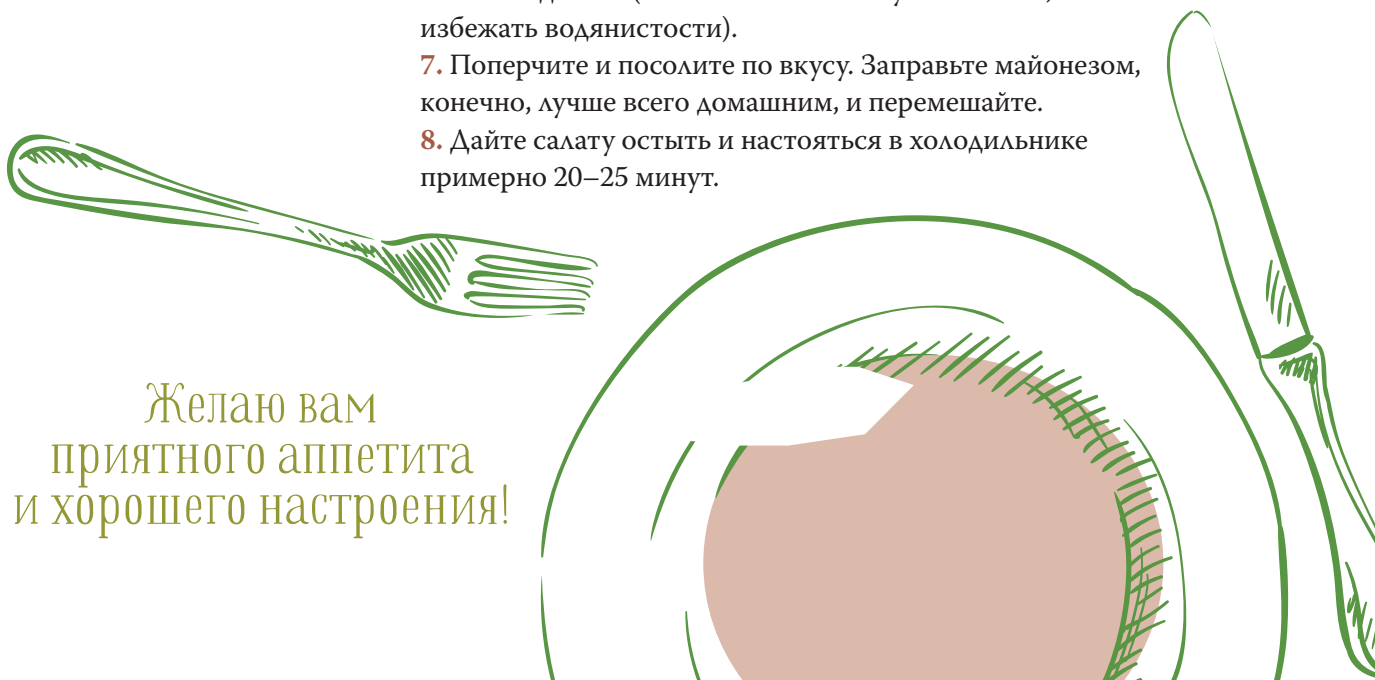 избежать водянистости).
7. Поперчите и посолите по вкусу. Заправьте майонезом,
конечно, лучше всего домашним, и перемешайте.
8. Дайте салату остыть и настояться в холодильнике
примерно 20–25 минут.
Желаю вам
приятного аппетита
и хорошего настроения!